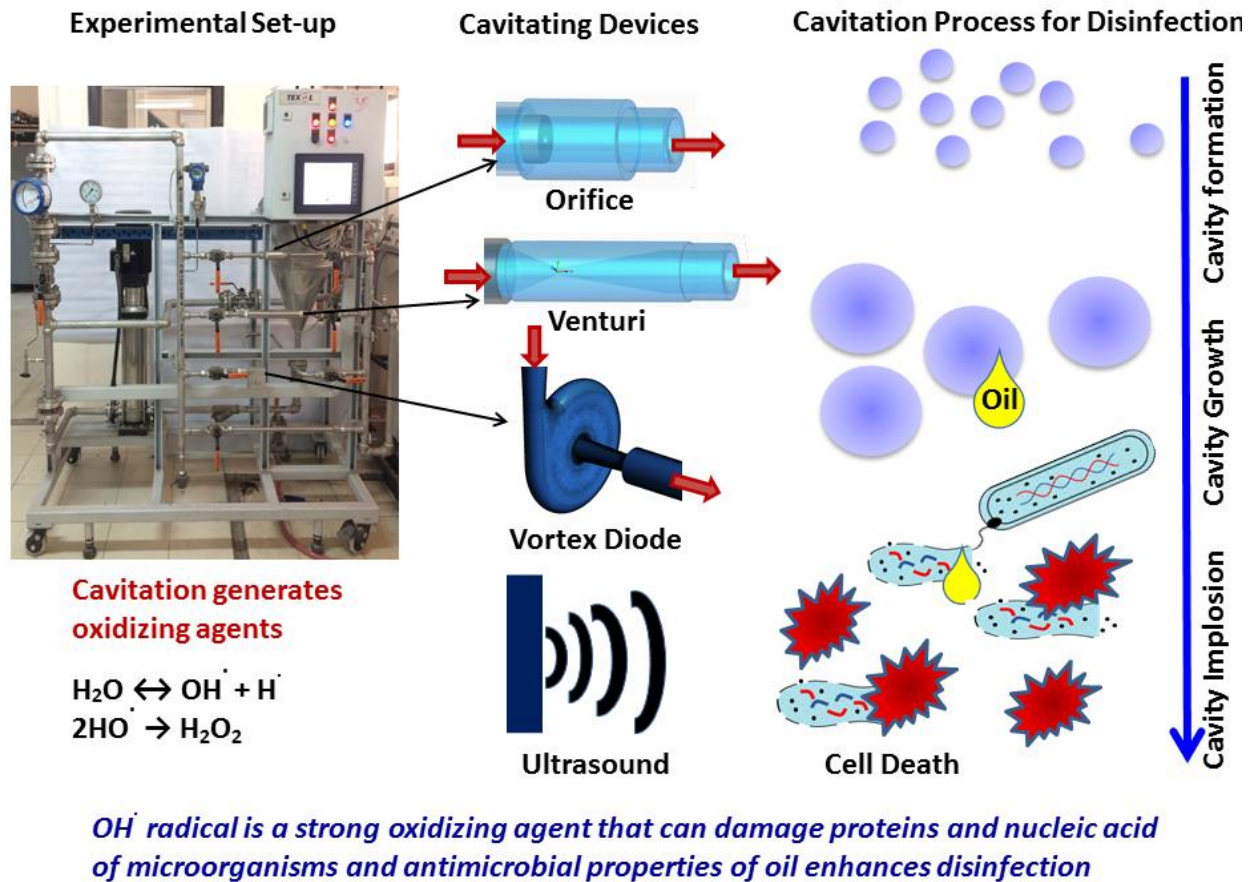 Experimental Set-up
Cavitating Devices
Cavitation Process for Disinfection
Orifice
Venturi
Vortex Diode
Ultrasound
Cavitation generates
oxidizing agents
H₂O ↔ OH˙ + H˙
2HO˙ → H₂O₂
Oil
Cell Death
Cavity formation
Cavity Growth
Cavity Implosion
OH˙ radical is a strong oxidizing agent that can damage proteins and nucleic acid
of microorganisms and antimicrobial properties of oil enhances disinfection